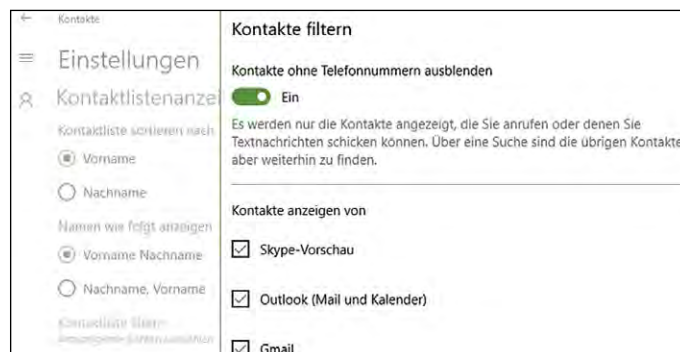 Kontakte
Einstellungen
Kontaktlistenanzei
Kontaktliste sortieren nach
Vorname
Nachname
Namen wie folgt anzeigen
Vorname Nachname
Nachname, Vorname
Kontaktliste filtern
Kontakte filtern
Kontakte ohne Telefonnummern ausblenden
Ein
Es werden nur die Kontakte angezeigt, die Sie anrufen oder denen Sie
Textnachrichten schicken können. Über eine Suche sind die übrigen Kontakte
aber weiterhin zu finden.
Kontakte anzeigen von
Skype-Vorschau
Outlook (Mail und Kalender)
Gmail